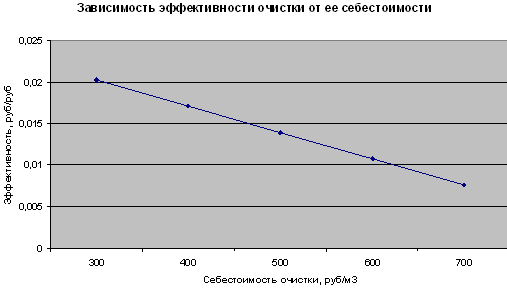 Зависимость эффективности очистки от ее себестоимости
Эффективность, руб/руб
0,025
0,02
0,015
0,01
0,005
0
300 400 500 600 700
Себестоимость очистки, руб/м3